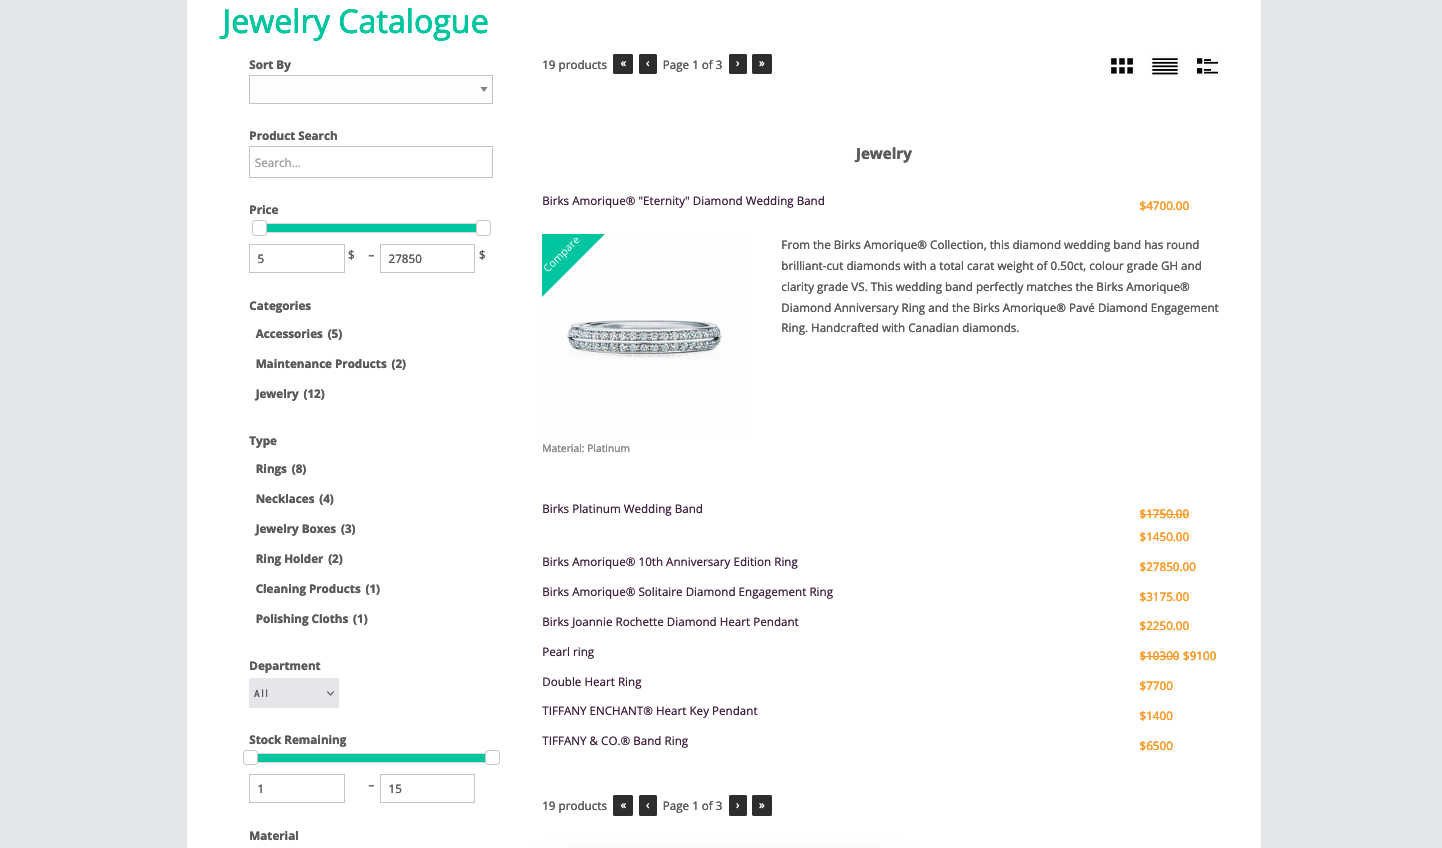 Jewelry Catalogue
Sort By
Product Search
Search...
Price
5 $ – 27850 $
Categories
Accessories (5)
Maintenance Products (2)
Jewelry (12)
Type
Rings (8)
Necklaces (4)
Jewelry Boxes (3)
Ring Holder (2)
Cleaning Products (1)
Polishing Cloths (1)
Department
All
Stock Remaining
1 – 15
Material
19 products « ‹ Page 1 of 3 › »
Jewelry
Birks Amorique® "Eternity" Diamond Wedding Band $4700.00
Compare
From the Birks Amorique® Collection, this diamond wedding band has round
brilliant-cut diamonds with a total carat weight of 0.50ct, colour grade GH and
clarity grade VS. This wedding band perfectly matches the Birks Amorique®
Diamond Anniversary Ring and the Birks Amorique® Pavé Diamond Engagement
Ring. Handcrafted with Canadian diamonds.
Material: Platinum
Birks Platinum Wedding Band $1750.00
$1450.00
Birks Amorique® 10th Anniversary Edition Ring $27850.00
Birks Amorique® Solitaire Diamond Engagement Ring $3175.00
Birks Joannie Rochette Diamond Heart Pendant $2250.00
Pearl ring $10300 $9100
Double Heart Ring $7700
TIFFANY ENCHANT® Heart Key Pendant $1400
TIFFANY & CO.® Band Ring $6500
19 products « ‹ Page 1 of 3 › »